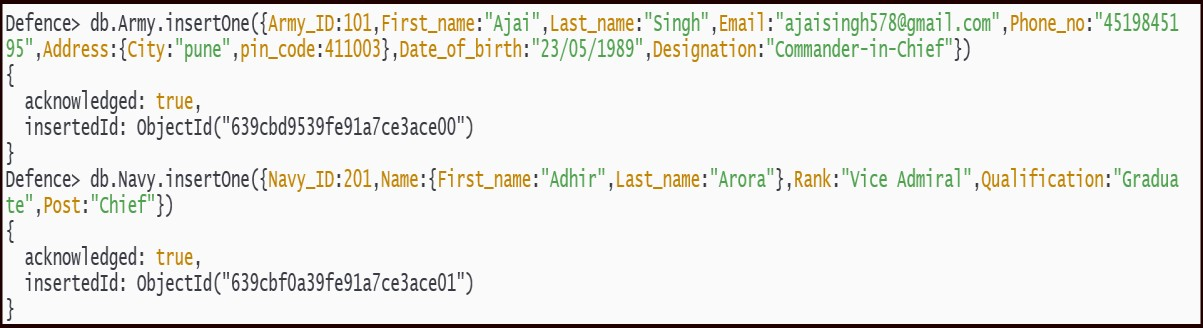 Defence> db.Army.insertOne({Army_ID:101,First_name:"Ajai",Last_name:"Singh",Email:"ajaisingh578@gmail.com",Phone_no:"45198451
95",Address:{City:"pune",pin_code:411003},Date_of_birth:"23/05/1989",Designation:"Commander-in-Chief"})
{
  acknowledged: true,
  insertedId: ObjectId("639cbd9539fe91a7ce3ace00")
}
Defence> db.Navy.insertOne({Navy_ID:201,Name:{First_name:"Adhir",Last_name:"Arora"},Rank:"Vice Admiral",Qualification:"Gradua
te",Post:"Chief"})
{
  acknowledged: true,
  insertedId: ObjectId("639cbf0a39fe91a7ce3ace01")
}